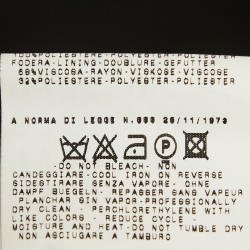 100%POLIESTERE-POLYESTER-POLIESTER
FODERA-LINING-DOUBLURE-GEFUTTER
68%VISCOSA-RAYON-VISKOSE-VISCOSE
32%POLIESTERE-POLYESTER-POLIESTER
A NORMA DI LEGGE N.883 26/11/1973
P
-DO NOT BLEACH- NON
CANDEGGIARE-COOL IRON ON REVERSE
SIDESTIRARE SENZA VAPORE- OHNE
DAMPF BUEGELN- REPASSER SANS VAPEUR
- PLANCHAR SIN VAPOR-PROFESSIONALLY
DRY CLEAN - PERCHLORETHYLENE WITH
LIKE COLORS - REDUCE CYCLE -
MOISTURE AND HEAT-DO NOT TUMBLE DRY
NON ASCIUGARE A TAMBURO